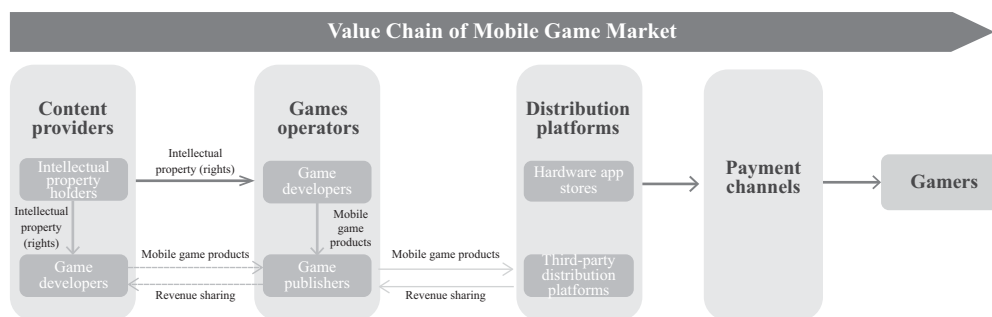 Value Chain of Mobile Game Market
Content
providers
Intellectual
property
holders
Intellectual
property
(rights)
Game
developers
Intellectual
property (rights)
Mobile game products
Revenue sharing
Games
operators
Game
developers
Mobile
game
products
Game
publishers
Mobile game products
Revenue sharing
Distribution
platforms
Hardware app
stores
Third-party
distribution
platforms
Payment
channels
Gamers